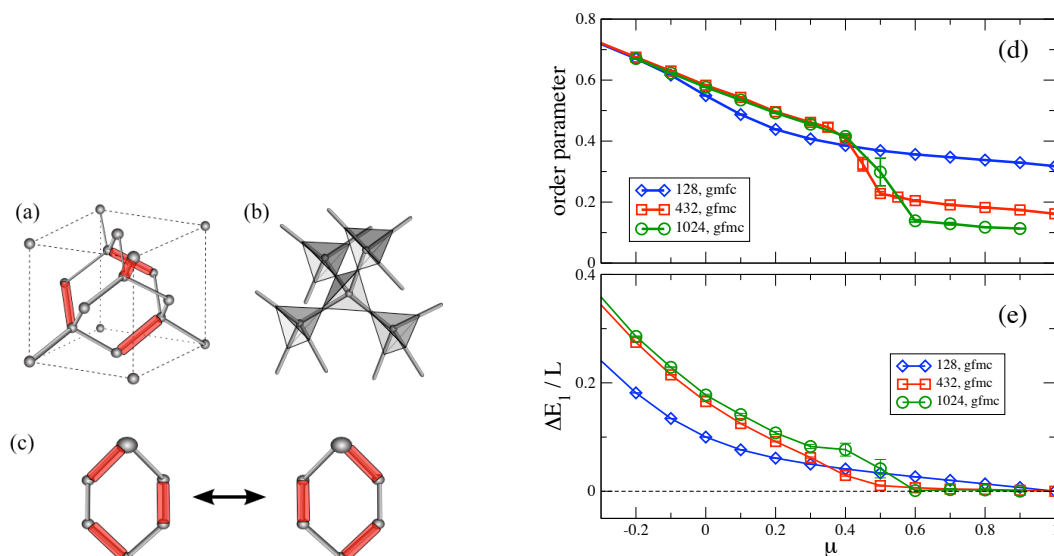 (a)
(b)
(c)
(d)
order parameter
0.8
0.6
0.4
0.2
0
128, gmfc
432, gfmc
1024, gfmc
(e)
ΔE1 / L
0.4
0.2
0
128, gfmc
432, gfmc
1024, gfmc
-0.2 0 0.2 0.4 0.6 0.8
μ